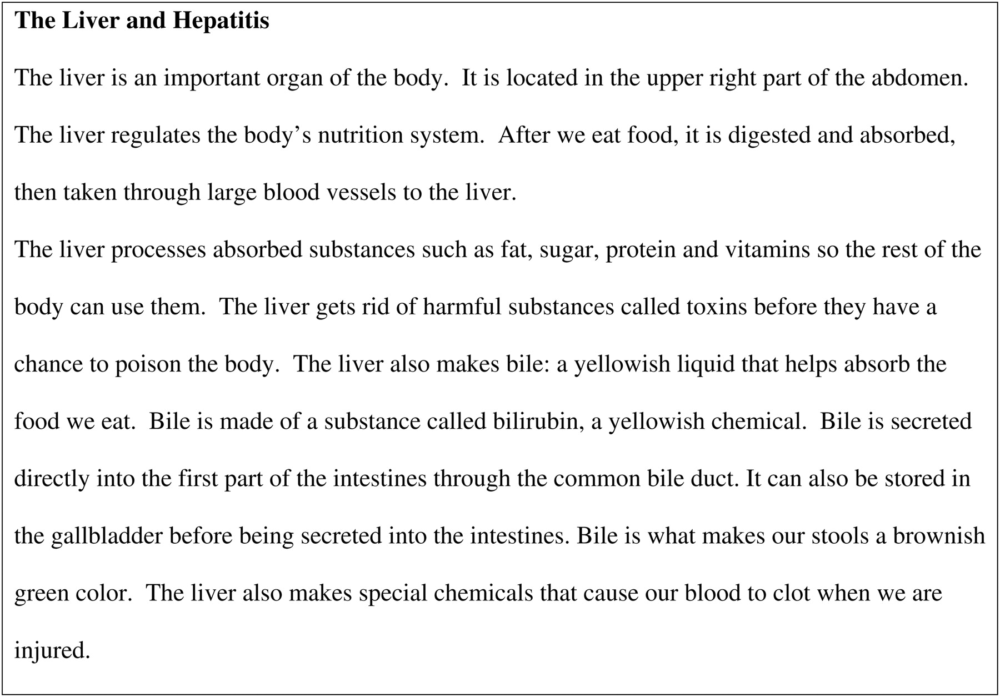 The Liver and Hepatitis
The liver is an important organ of the body.  It is located in the upper right part of the abdomen.
The liver regulates the body’s nutrition system.  After we eat food, it is digested and absorbed,
then taken through large blood vessels to the liver.
The liver processes absorbed substances such as fat, sugar, protein and vitamins so the rest of the
body can use them.  The liver gets rid of harmful substances called toxins before they have a
chance to poison the body.  The liver also makes bile: a yellowish liquid that helps absorb the
food we eat.  Bile is made of a substance called bilirubin, a yellowish chemical.  Bile is secreted
directly into the first part of the intestines through the common bile duct. It can also be stored in
the gallbladder before being secreted into the intestines. Bile is what makes our stools a brownish
green color.  The liver also makes special chemicals that cause our blood to clot when we are
injured.